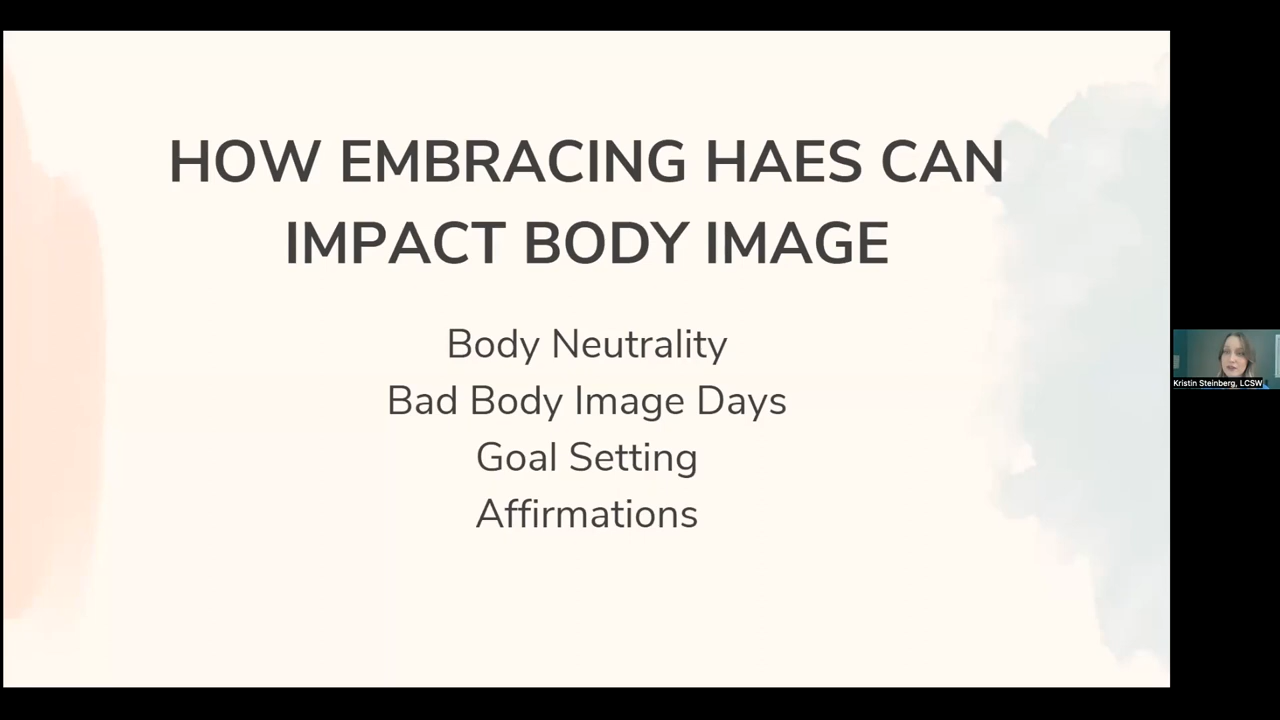 HOW EMBRACING HAES CAN
IMPACT BODY IMAGE
Body Neutrality
Bad Body Image Days
Goal Setting
Affirmations
Kristin Steinberg, LCSW